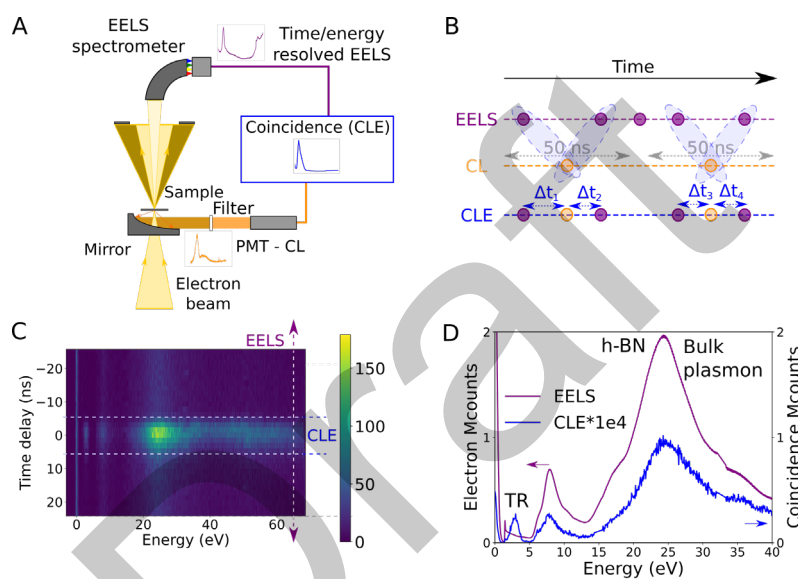 A
EELS
spectrometer
Time/energy
resolved EELS
Coincidence (CLE)
Sample
Filter
Mirror
PMT - CL
Electron
beam
B
Time
EELS
50 ns
50 ns
CL
Δt₁
Δt₂
Δt₃
Δt₄
CLE
C
EELS
CLE
Time delay (ns)
−20
−10
0
10
20
0
20
40
60
Energy (eV)
150
100
50
0
D
h-BN
Bulk
plasmon
EELS
CLE*1e4
TR
Electron Mcounts
0
1
2
Coincidence Mcounts
0
1
2
0
5
10
15
20
25
30
35
40
Energy (eV)
Draft